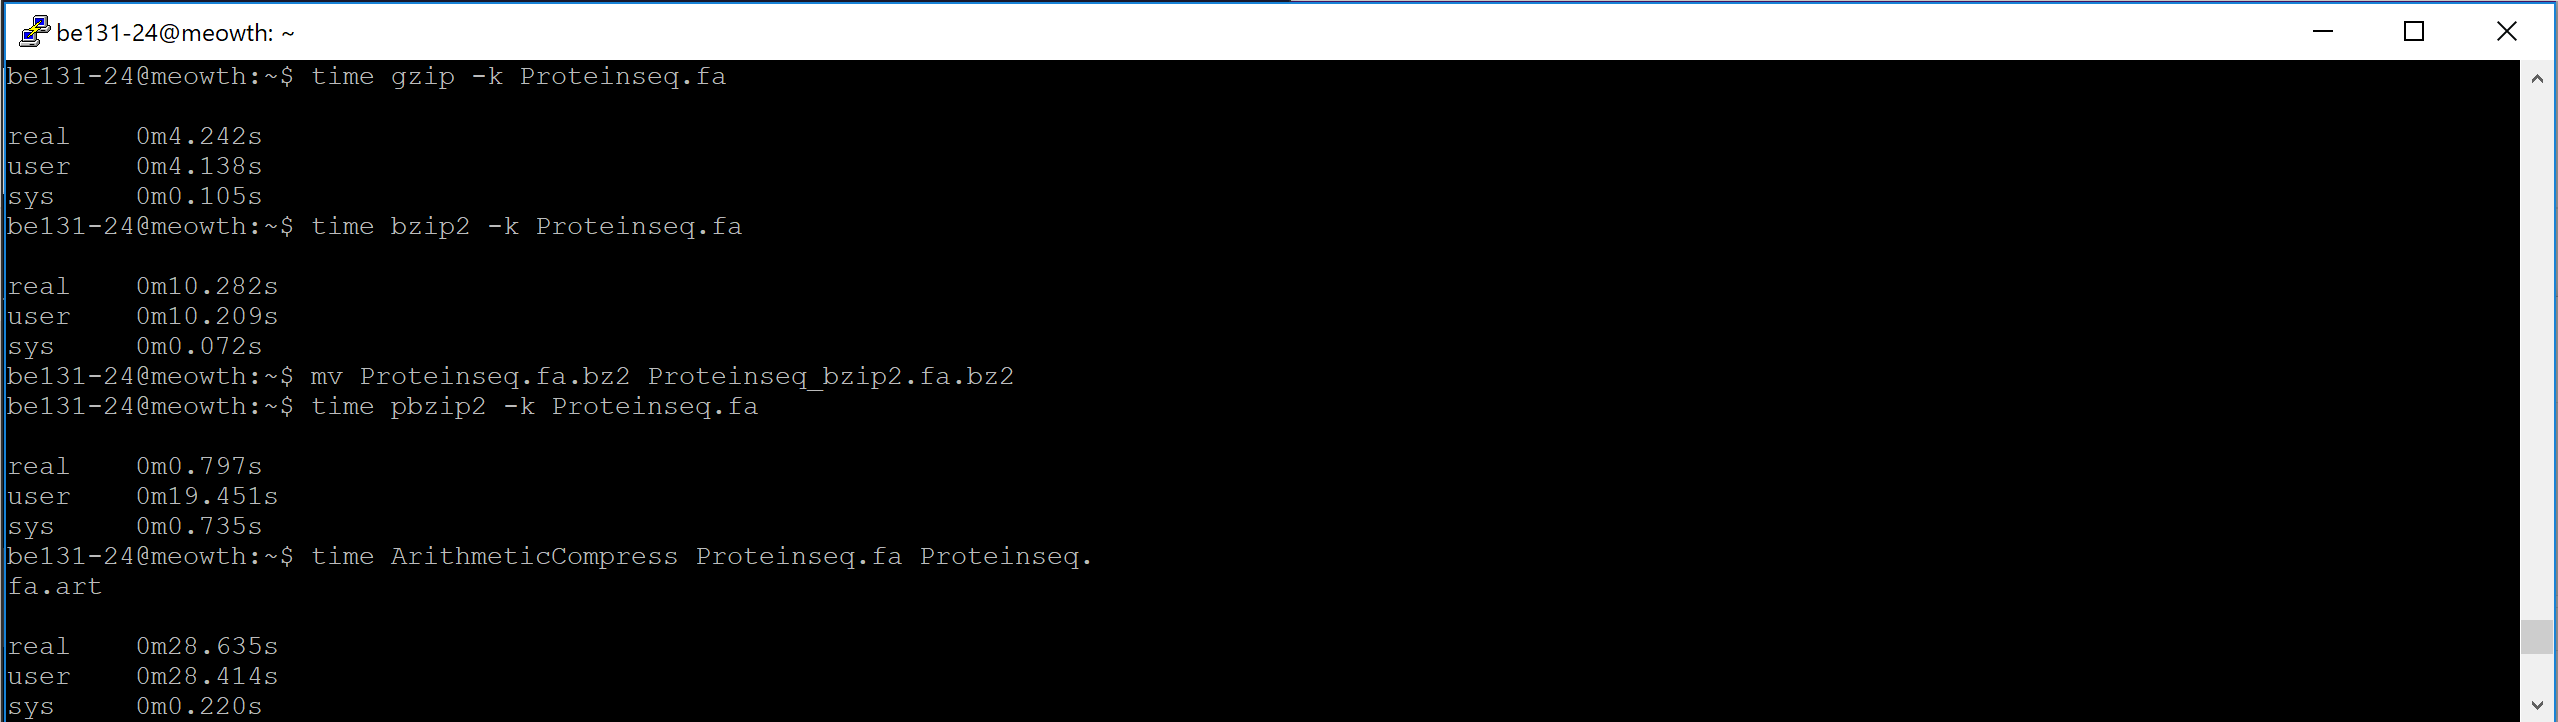 be131-24@meowth: ~
be131-24@meowth:~$ time gzip -k Proteinseq.fa
real    0m4.242s
user    0m4.138s
sys     0m0.105s
be131-24@meowth:~$ time bzip2 -k Proteinseq.fa
real    0m10.282s
user    0m10.209s
sys     0m0.072s
be131-24@meowth:~$ mv Proteinseq.fa.bz2 Proteinseq_bzip2.fa.bz2
be131-24@meowth:~$ time pbzip2 -k Proteinseq.fa
real    0m0.797s
user    0m19.451s
sys     0m0.735s
be131-24@meowth:~$ time ArithmeticCompress Proteinseq.fa Proteinseq.
fa.art
real    0m28.635s
user    0m28.414s
sys     0m0.220s